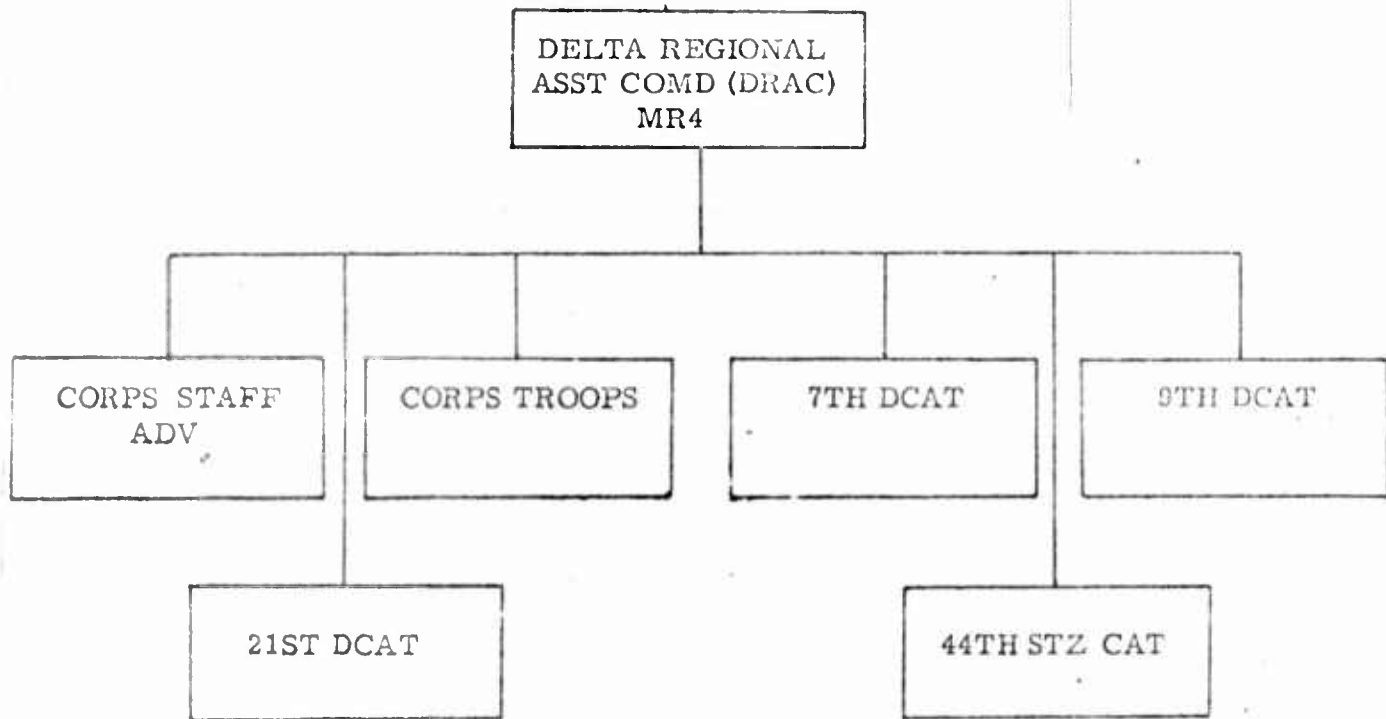 DELTA REGIONAL
ASST COMD (DRAC)
MR4
CORPS STAFF
ADV
CORPS TROOPS
7TH DCAT
9TH DCAT
21ST DCAT
44TH STZ CAT